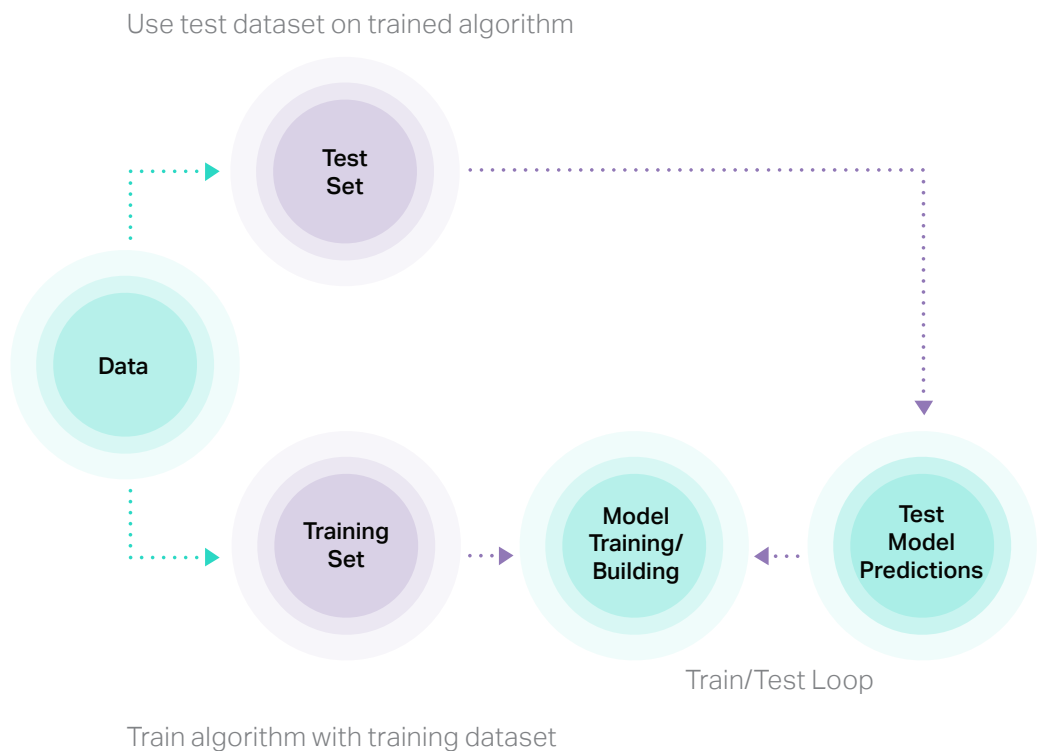 Use test dataset on trained algorithm
Test
Set
Data
Training
Set
Model
Training/
Building
Test
Model
Predictions
Train/Test Loop
Train algorithm with training dataset